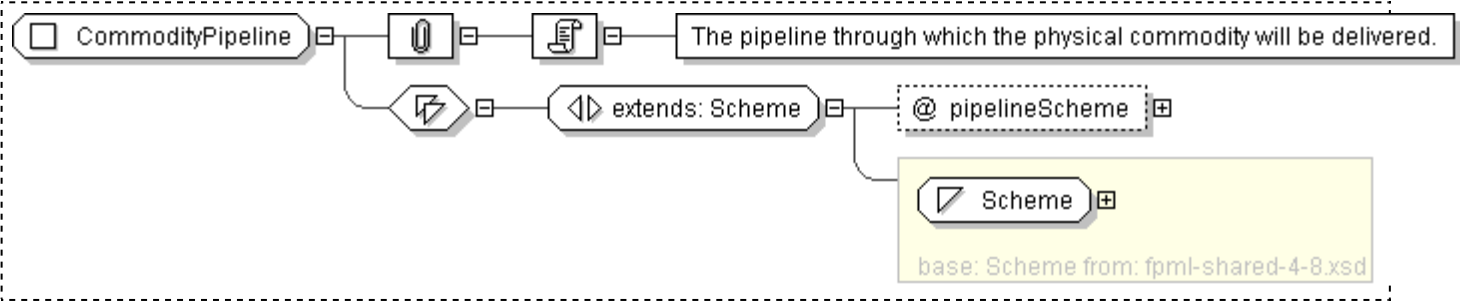 CommodityPipeline
The pipeline through which the physical commodity will be delivered.
extends: Scheme
@ pipelineScheme
Scheme
base: Scheme from: fpml-shared-4-8.xsd